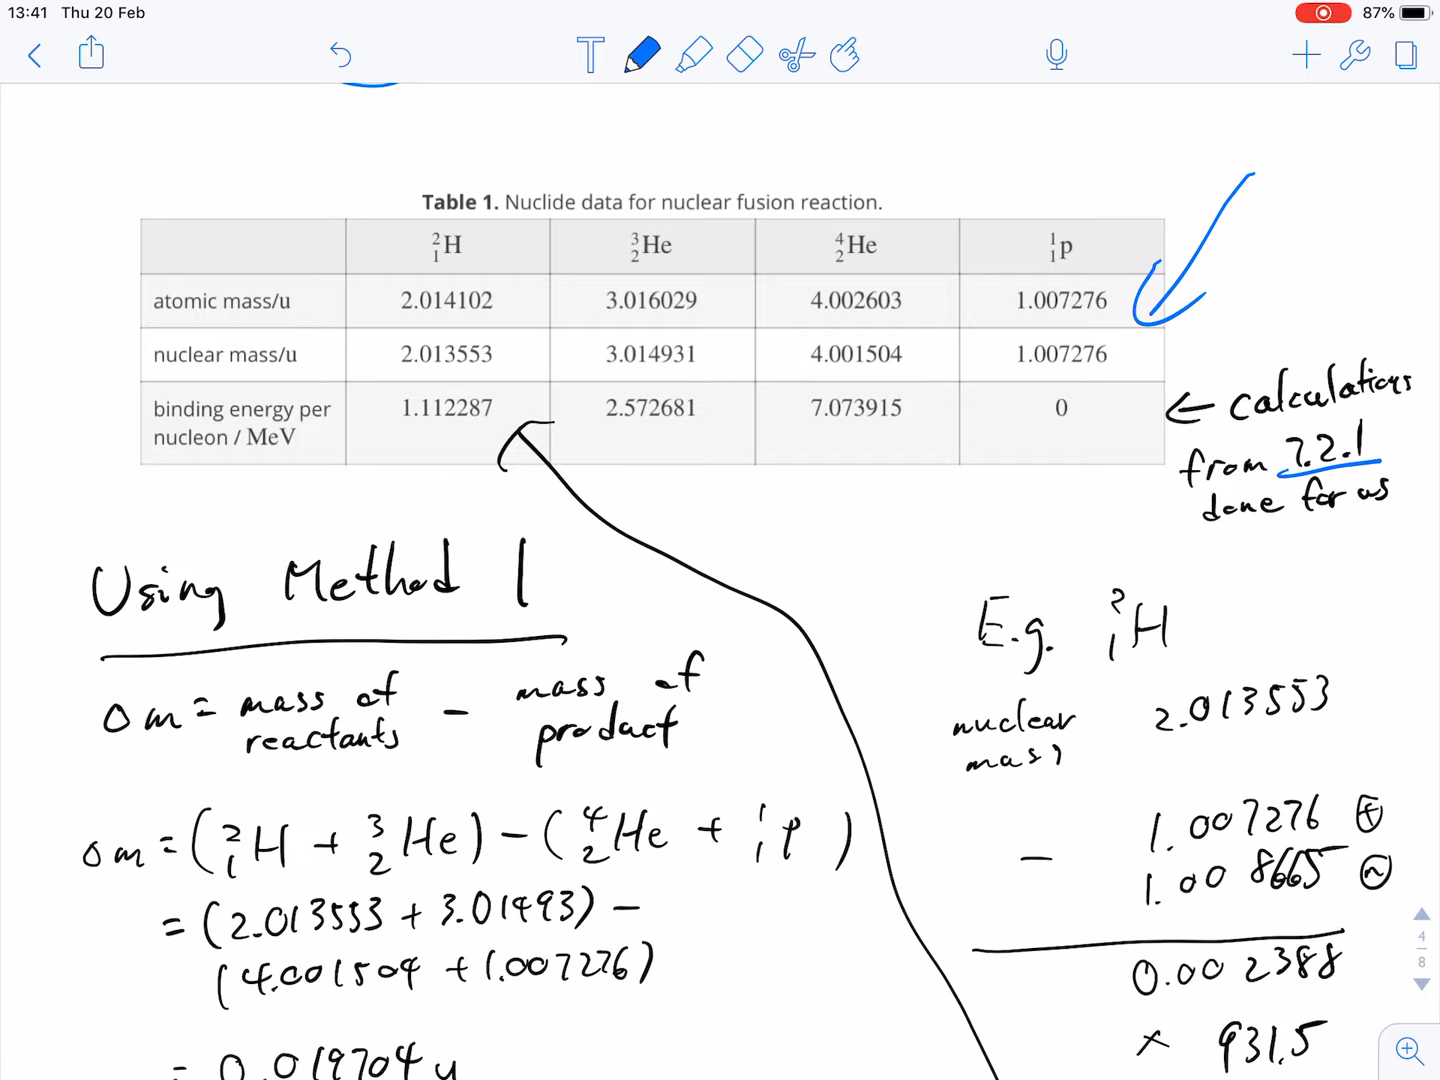 13:41 Thu 20 Feb
87%
T
Table 1. Nuclide data for nuclear fusion reaction.
²₁H ³₂He ⁴₂He ¹₁p
atomic mass/u 2.014102 3.016029 4.002603 1.007276
nuclear mass/u 2.013553 3.014931 4.001504 1.007276
binding energy per
nucleon / MeV 1.112287 2.572681 7.073915 0
← calculations
from 7.2.1
done for us
Using Method 1
Δm = mass of reactants - mass of product
Δm = (²₁H + ³₂He) - (⁴₂He + ¹₁p)
= (2.013553 + 3.01493) -
(4.001504 + 1.007276)
= 0.019704 u
E.g. ²₁H
nuclear mass 2.013553
- 1.007276 (+)
1.008665 (n)
0.002388
× 931.5
4
8